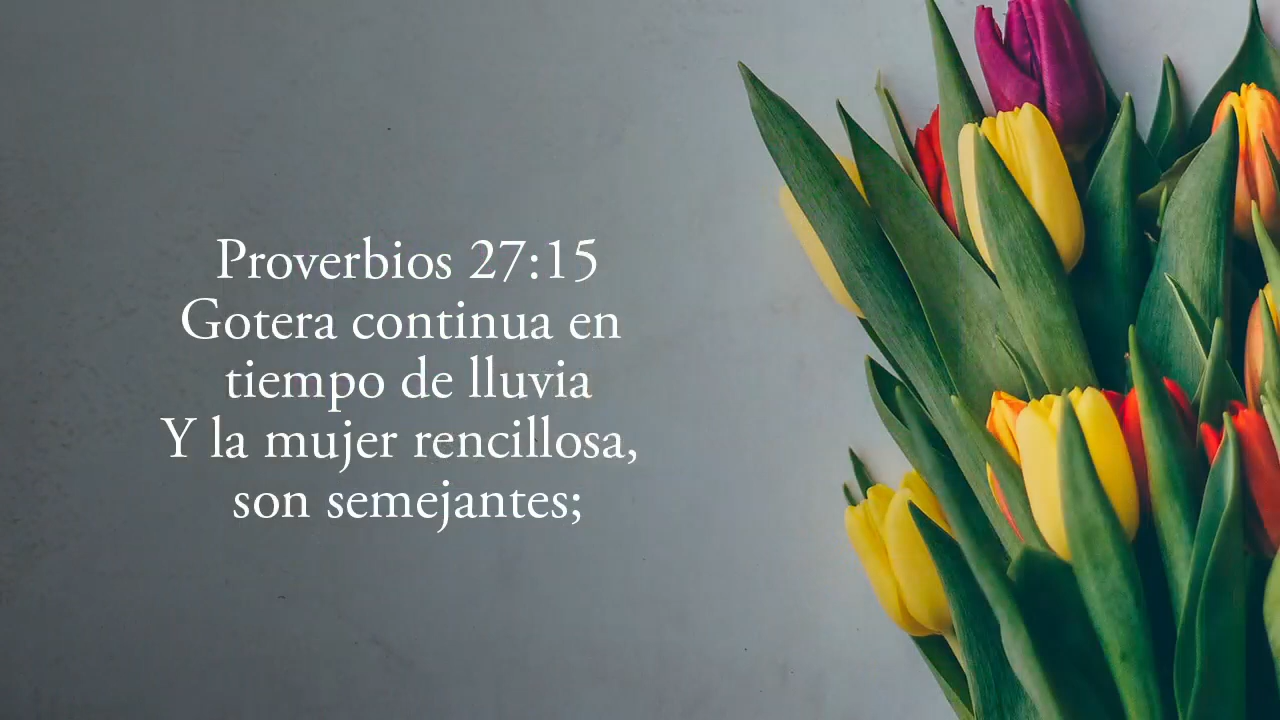 Proverbios 27:15
Gotera continua en
tiempo de lluvia
Y la mujer rencillosa,
son semejantes;